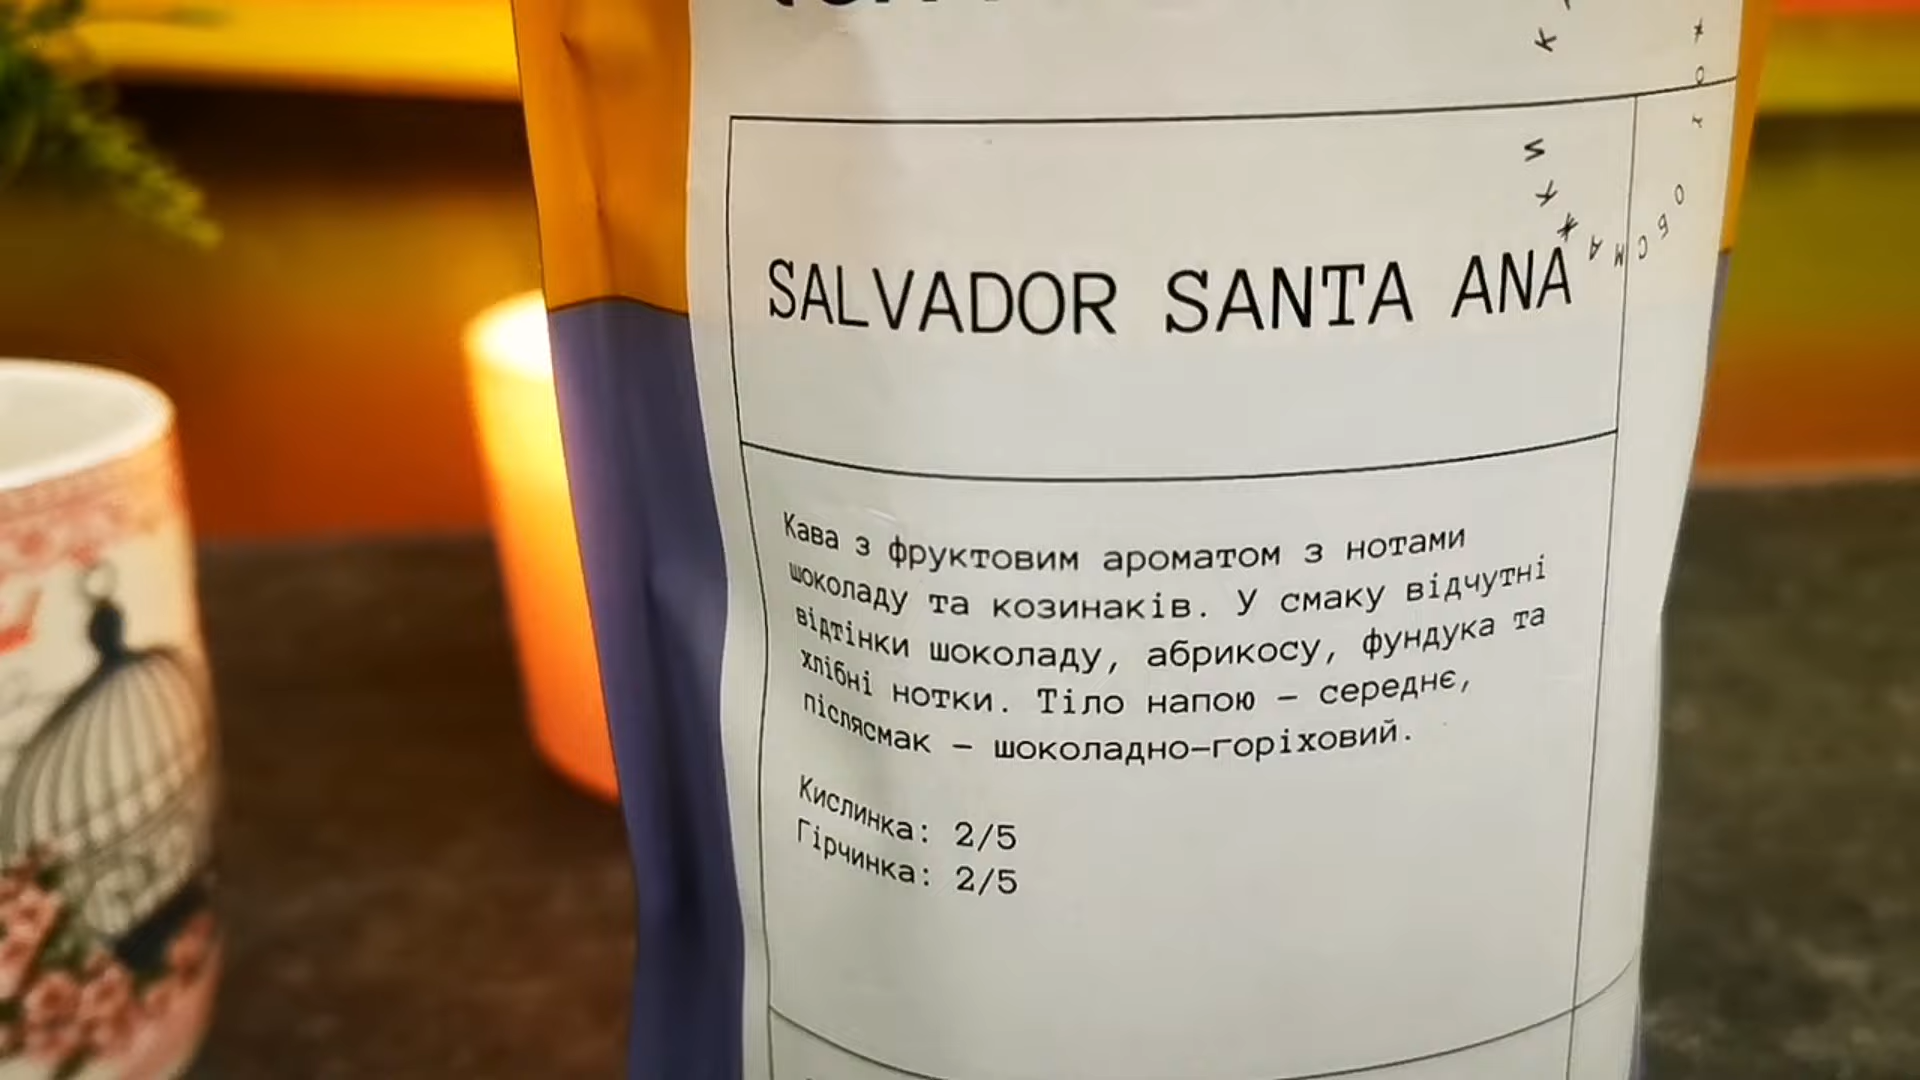 SALVADOR SANTA ANA
Кава з фруктовим ароматом з нотами
шоколаду та козинаків. У смаку відчутні
відтінки шоколаду, абрикосу, фундука та
хлібні нотки. Тіло напою – середнє,
післясмак – шоколадно-горіховий.
Кислинка: 2/5
Гірчинка: 2/5